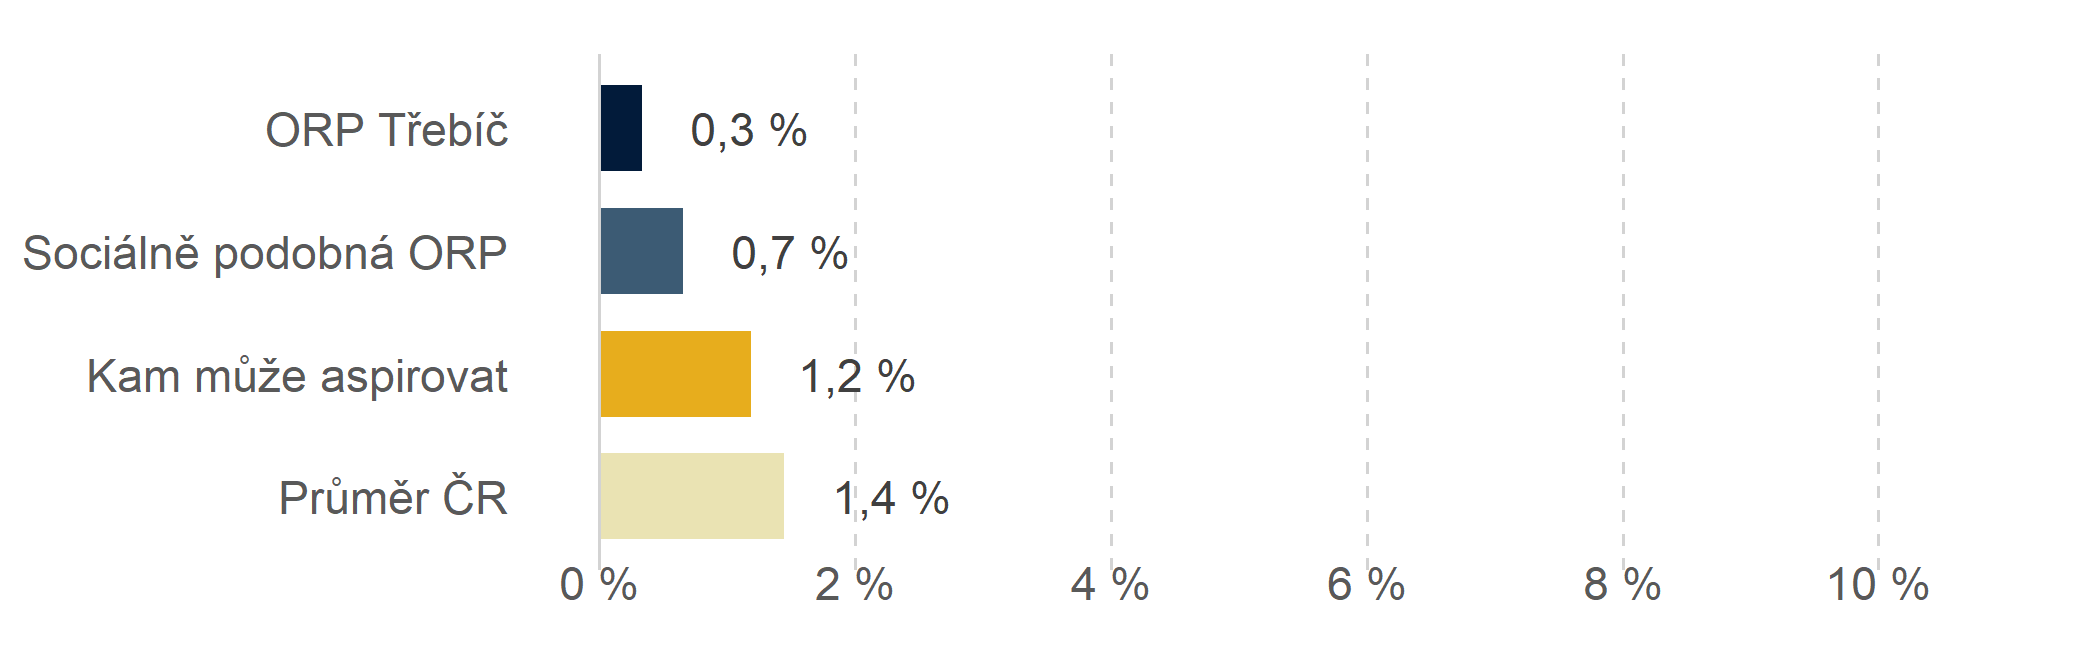 ORP Třebíč 0,3 %
Sociálně podobná ORP 0,7 %
Kam může aspirovat 1,2 %
Průměr ČR 1,4 %
0 % 2 % 4 % 6 % 8 % 10 %